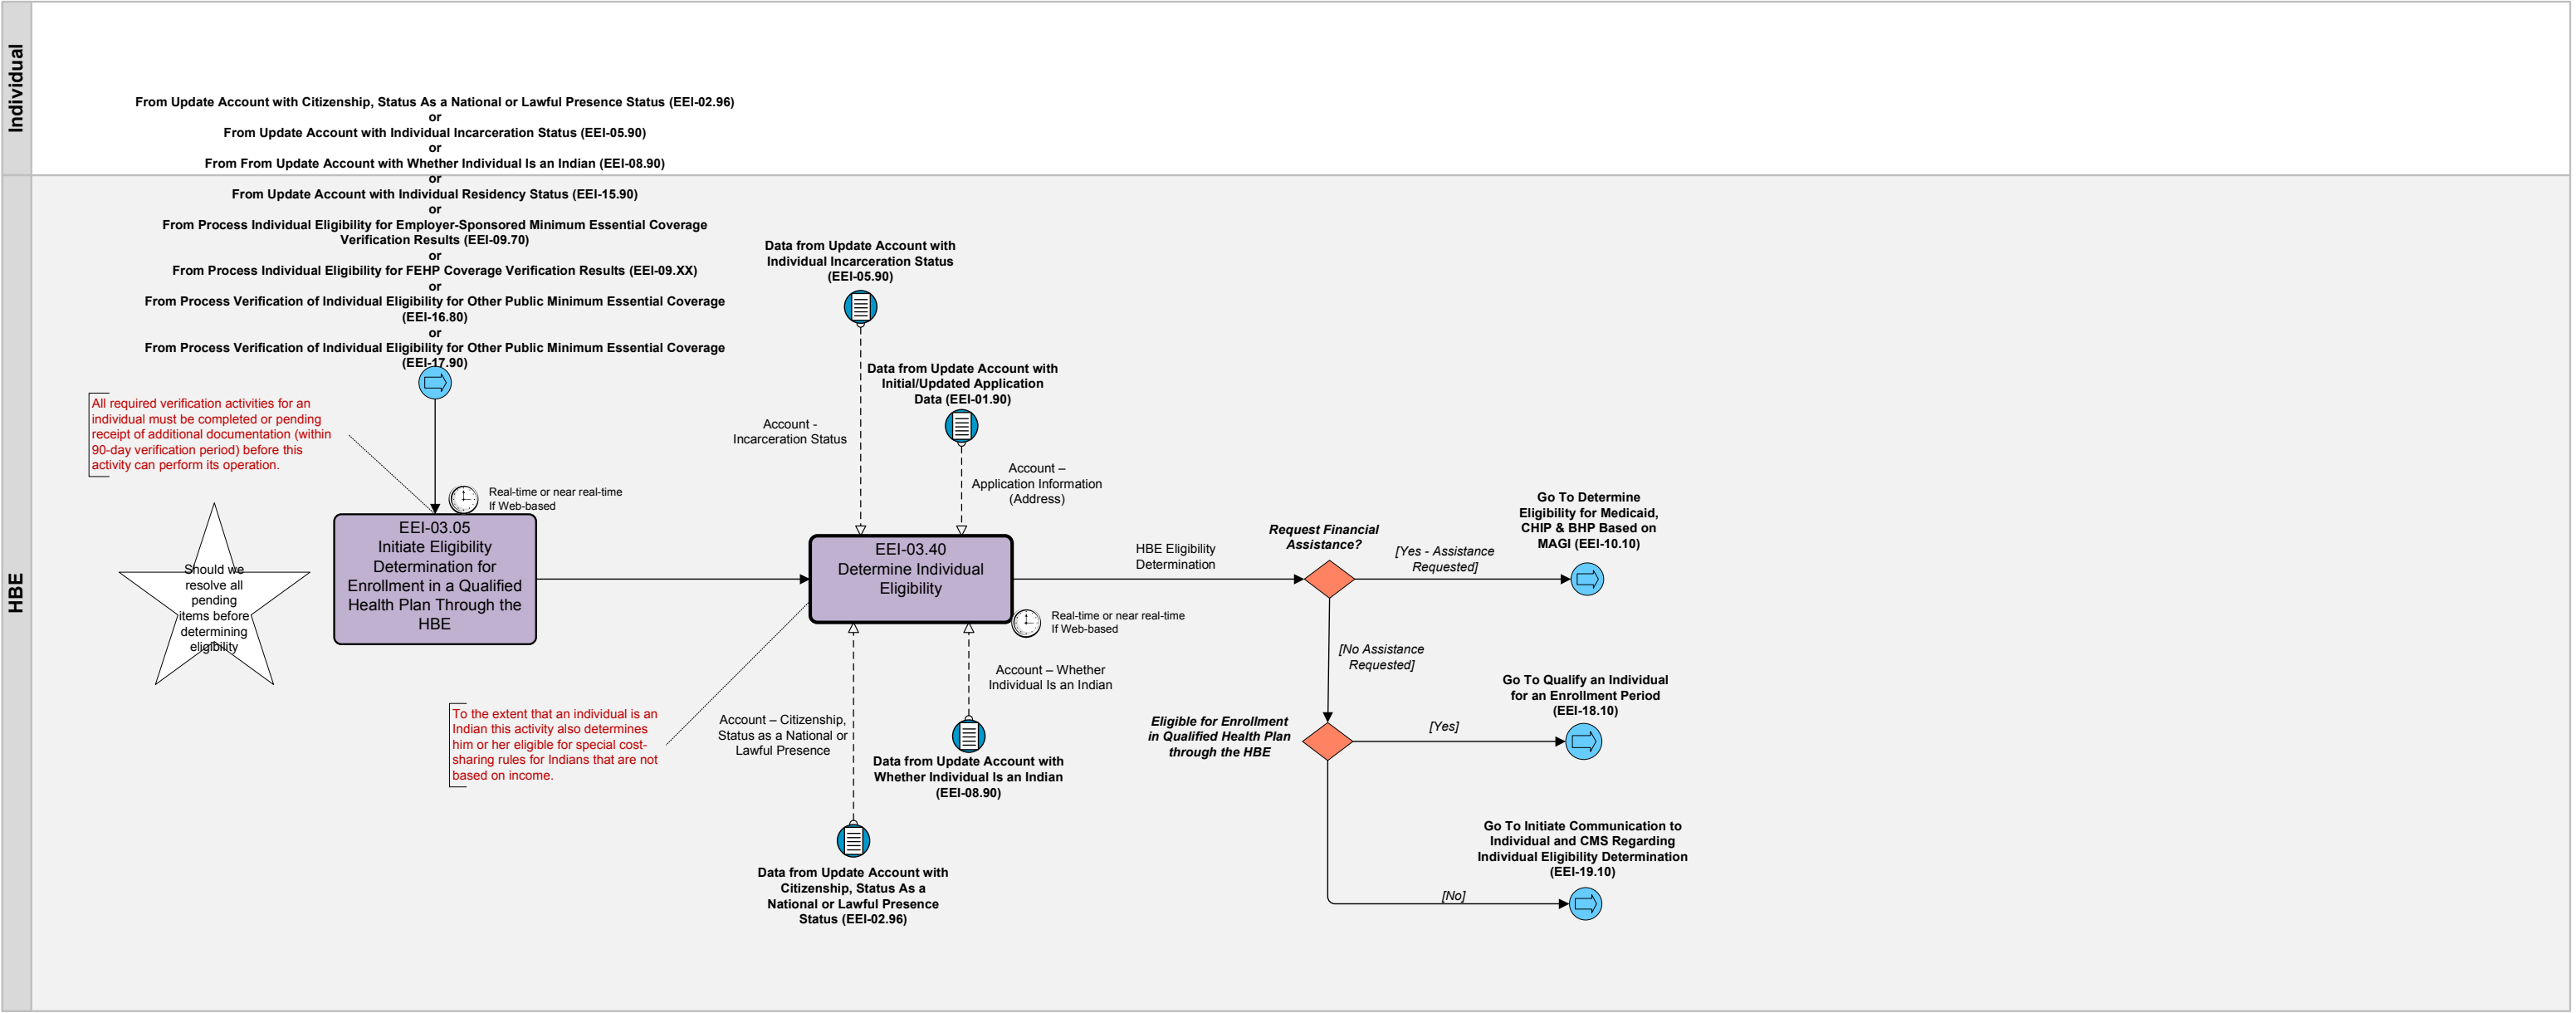 Individual
From Update Account with Citizenship, Status As a National or Lawful Presence Status (EEI-02.96)
or
From Update Account with Individual Incarceration Status (EEI-05.90)
or
From From Update Account with Whether Individual Is an Indian (EEI-08.90)
or
From Update Account with Individual Residency Status (EEI-15.90)
or
From Process Individual Eligibility for Employer-Sponsored Minimum Essential Coverage
Verification Results (EEI-09.70)
or
From Process Individual Eligibility for FEHP Coverage Verification Results (EEI-09.XX)
or
From Process Verification of Individual Eligibility for Other Public Minimum Essential Coverage
(EEI-16.80)
or
From Process Verification of Individual Eligibility for Other Public Minimum Essential Coverage
(EEI-17.90)
HBE
All required verification activities for an
individual must be completed or pending
receipt of additional documentation (within
90-day verification period) before this
activity can perform its operation.
Real-time or near real-time
If Web-based
Should we
resolve all
pending
items before
determining
eligibility
EEI-03.05
Initiate Eligibility
Determination for
Enrollment in a Qualified
Health Plan Through the
HBE
Data from Update Account with
Individual Incarceration Status
(EEI-05.90)
Account -
Incarceration Status
Data from Update Account with
Initial/Updated Application
Data (EEI-01.90)
Account –
Application Information
(Address)
EEI-03.40
Determine Individual
Eligibility
Real-time or near real-time
If Web-based
To the extent that an individual is an
Indian this activity also determines
him or her eligible for special cost-
sharing rules for Indians that are not
based on income.
Account – Citizenship,
Status as a National or
Lawful Presence
Account – Whether
Individual Is an Indian
Data from Update Account with
Whether Individual Is an Indian
(EEI-08.90)
Data from Update Account with
Citizenship, Status As a
National or Lawful Presence
Status (EEI-02.96)
HBE Eligibility
Determination
Request Financial
Assistance?
[Yes - Assistance
Requested]
Go To Determine
Eligibility for Medicaid,
CHIP & BHP Based on
MAGI (EEI-10.10)
[No Assistance
Requested]
Eligible for Enrollment
in Qualified Health Plan
through the HBE
[Yes]
Go To Qualify an Individual
for an Enrollment Period
(EEI-18.10)
[No]
Go To Initiate Communication to
Individual and CMS Regarding
Individual Eligibility Determination
(EEI-19.10)